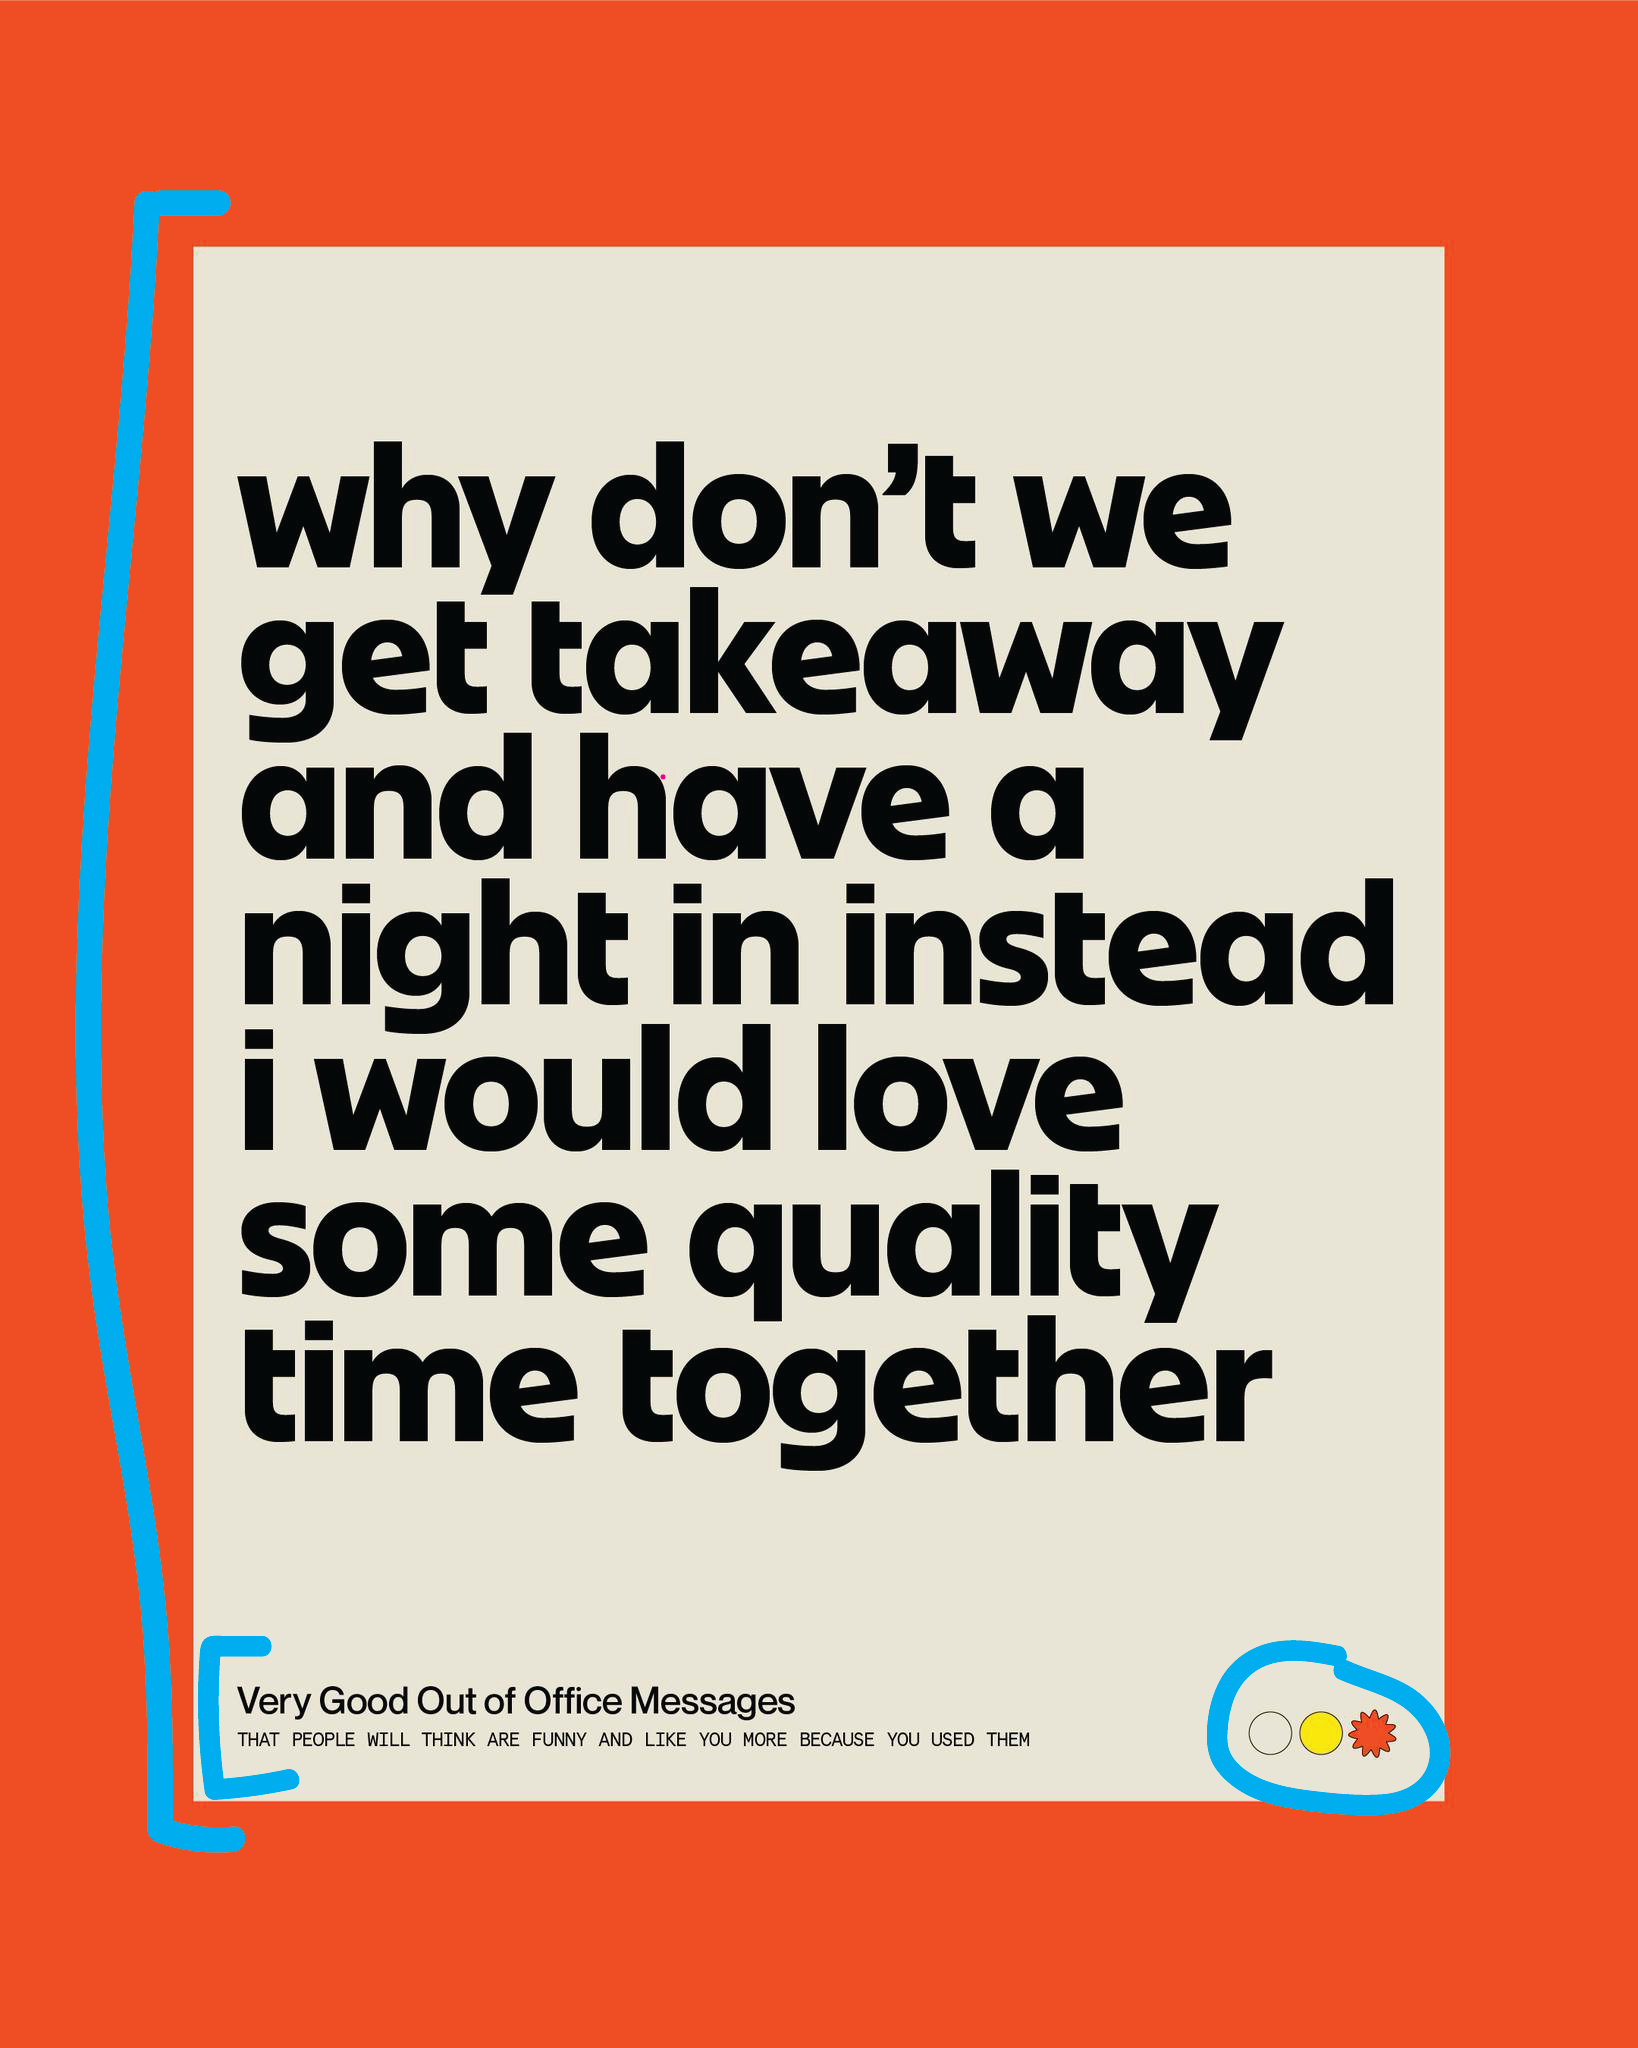 why don’t we
get takeaway
and have a
night in instead
i would love
some quality
time together
Very Good Out of Office Messages
THAT PEOPLE WILL THINK ARE FUNNY AND LIKE YOU MORE BECAUSE YOU USED THEM